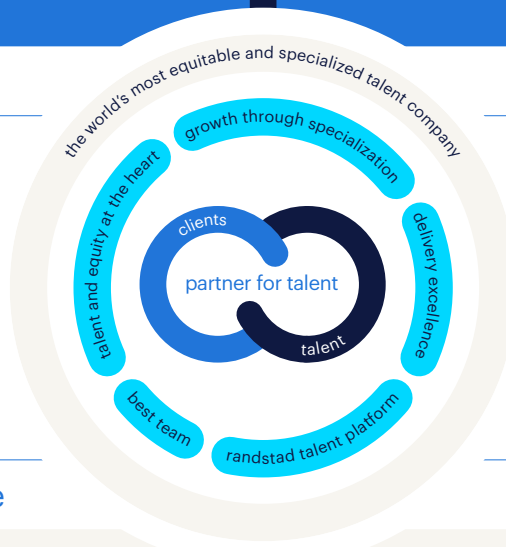 the world's most equitable and specialized talent company
growth through specialization
talent and equity at the heart
delivery excellence
clients
partner for talent
talent
best team
randstad talent platform
e